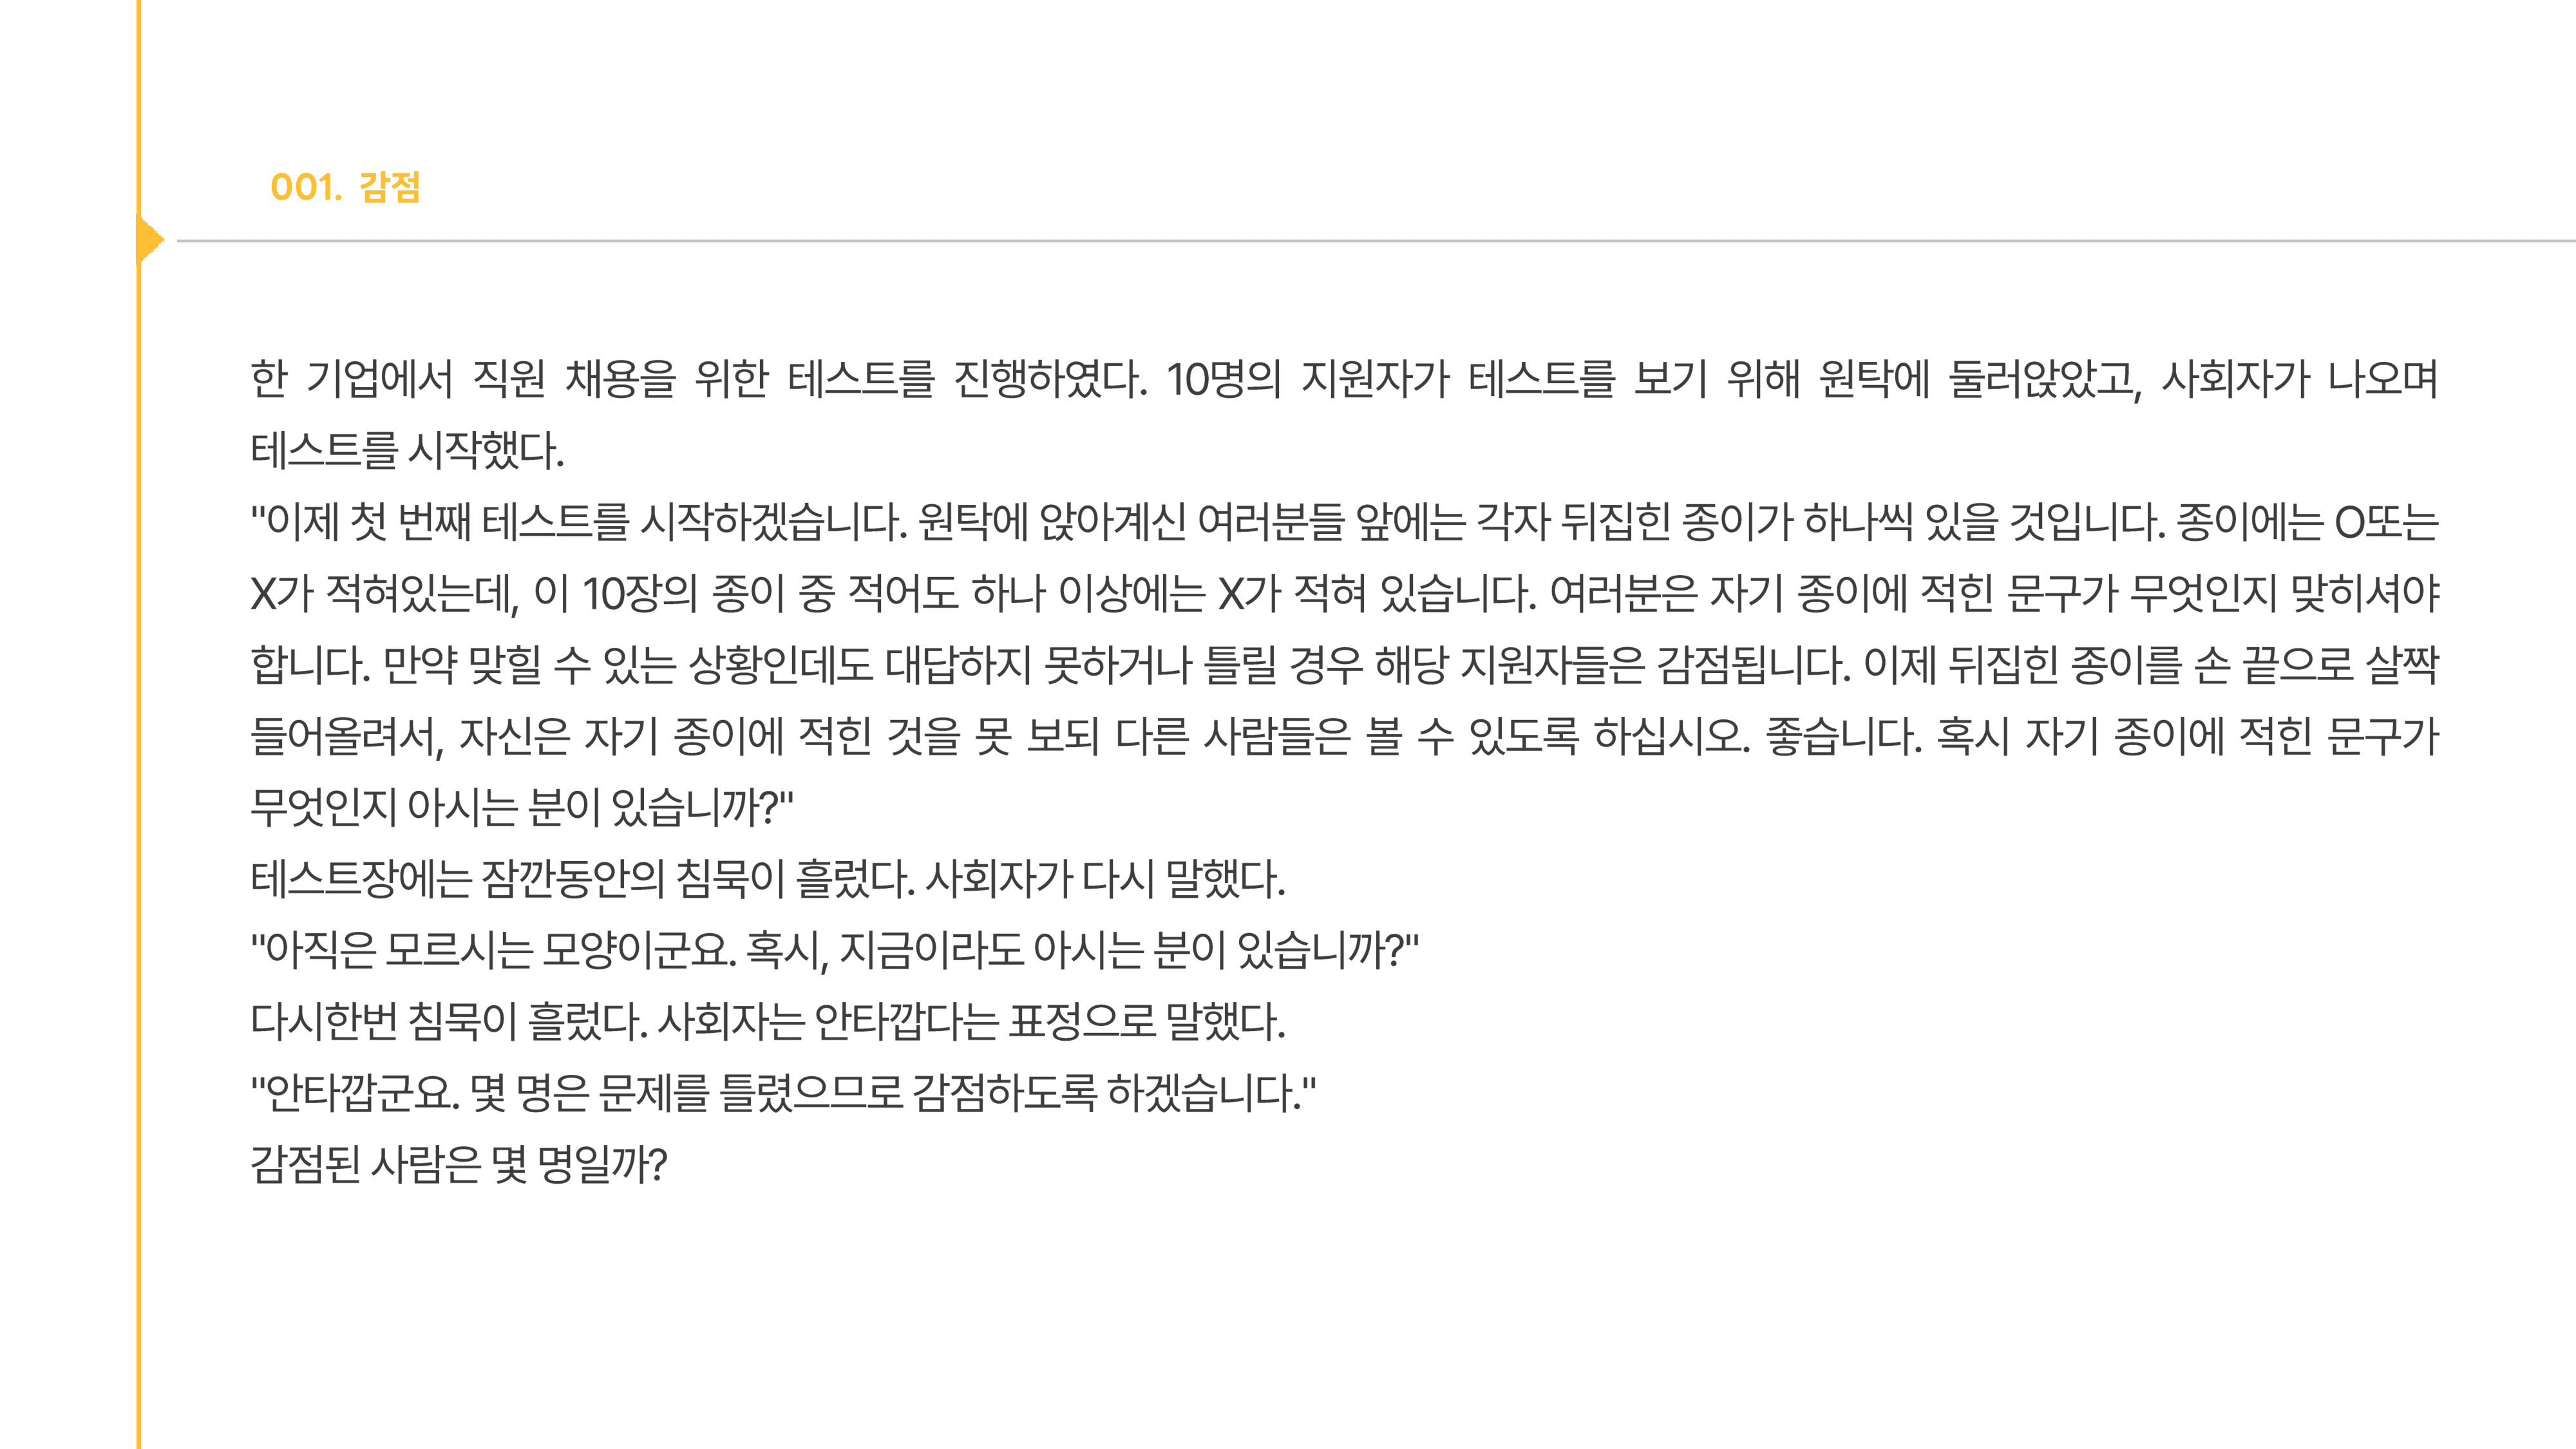 001. 감점
한 기업에서 직원 채용을 위한 테스트를 진행하였다. 10명의 지원자가 테스트를 보기 위해 원탁에 둘러앉았고, 사회자가 나오며
테스트를 시작했다.
"이제 첫 번째 테스트를 시작하겠습니다. 원탁에 앉아계신 여러분들 앞에는 각자 뒤집힌 종이가 하나씩 있을 것입니다. 종이에는 O또는
X가 적혀있는데, 이 10장의 종이 중 적어도 하나 이상에는 X가 적혀 있습니다. 여러분은 자기 종이에 적힌 문구가 무엇인지 맞히셔야
합니다. 만약 맞힐 수 있는 상황인데도 대답하지 못하거나 틀릴 경우 해당 지원자들은 감점됩니다. 이제 뒤집힌 종이를 손 끝으로 살짝
들어올려서, 자신은 자기 종이에 적힌 것을 못 보되 다른 사람들은 볼 수 있도록 하십시오. 좋습니다. 혹시 자기 종이에 적힌 문구가
무엇인지 아시는 분이 있습니까?"
테스트장에는 잠깐동안의 침묵이 흘렀다. 사회자가 다시 말했다.
"아직은 모르시는 모양이군요. 혹시, 지금이라도 아시는 분이 있습니까?"
다시한번 침묵이 흘렀다. 사회자는 안타깝다는 표정으로 말했다.
"안타깝군요. 몇 명은 문제를 틀렸으므로 감점하도록 하겠습니다."
감점된 사람은 몇 명일까?